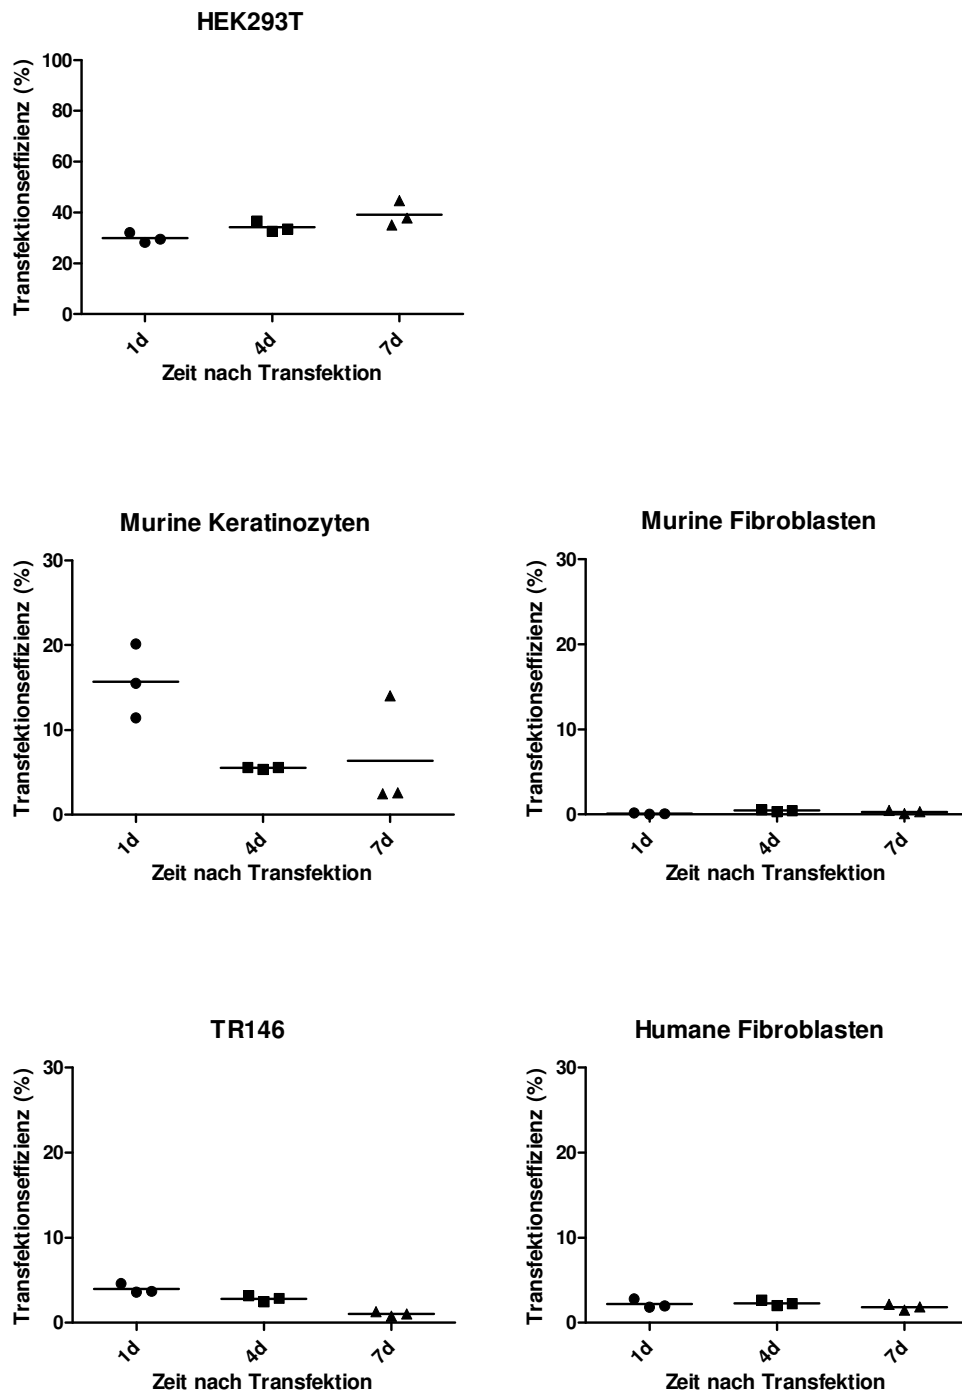 HEK293T
Transfektionseffizienz (%)
100
80
60
40
20
0
1d
4d
7d
Zeit nach Transfektion
Murine Keratinozyten
Transfektionseffizienz (%)
30
20
10
0
1d
4d
7d
Zeit nach Transfektion
Murine Fibroblasten
Transfektionseffizienz (%)
30
20
10
0
1d
4d
7d
Zeit nach Transfektion
TR146
Transfektionseffizienz (%)
30
20
10
0
1d
4d
7d
Zeit nach Transfektion
Humane Fibroblasten
Transfektionseffizienz (%)
30
20
10
0
1d
4d
7d
Zeit nach Transfektion